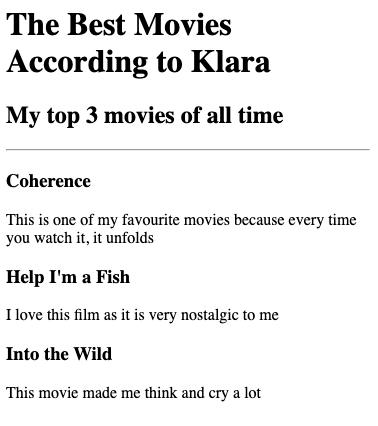 The Best Movies
According to Klara
My top 3 movies of all time
Coherence
This is one of my favourite movies because every time
you watch it, it unfolds
Help I'm a Fish
I love this film as it is very nostalgic to me
Into the Wild
This movie made me think and cry a lot